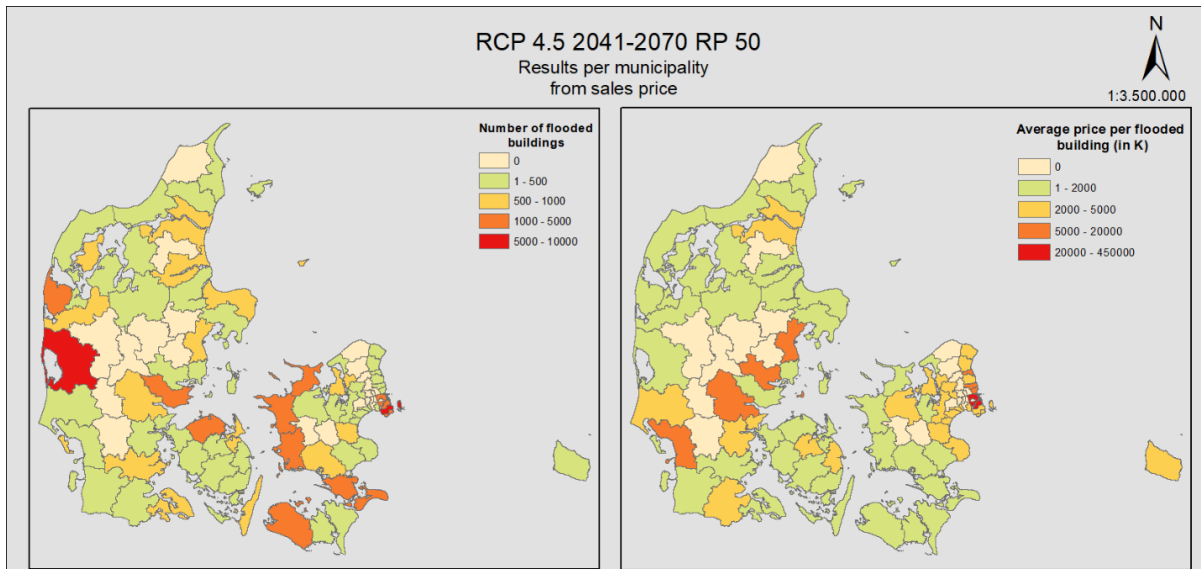 RCP 4.5 2041-2070 RP 50
Results per municipality
from sales price
N
1:3.500.000
Number of flooded
buildings
0
1 - 500
500 - 1000
1000 - 5000
5000 - 10000
Average price per flooded
building (in K)
0
1 - 2000
2000 - 5000
5000 - 20000
20000 - 450000